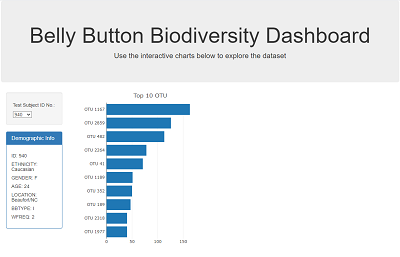 Belly Button Biodiversity Dashboard
Use the interactive charts below to explore the dataset
Test Subject ID No.:
940
Demographic Info
ID: 940
ETHNICITY:
Caucasian
GENDER: F
AGE: 24
LOCATION:
Beaufort/NC
BBTYPE: I
WFREQ: 2
Top 10 OTU
OTU 1167
OTU 2859
OTU 482
OTU 2264
OTU 41
OTU 1189
OTU 352
OTU 189
OTU 2318
OTU 1977
0
50
100
150